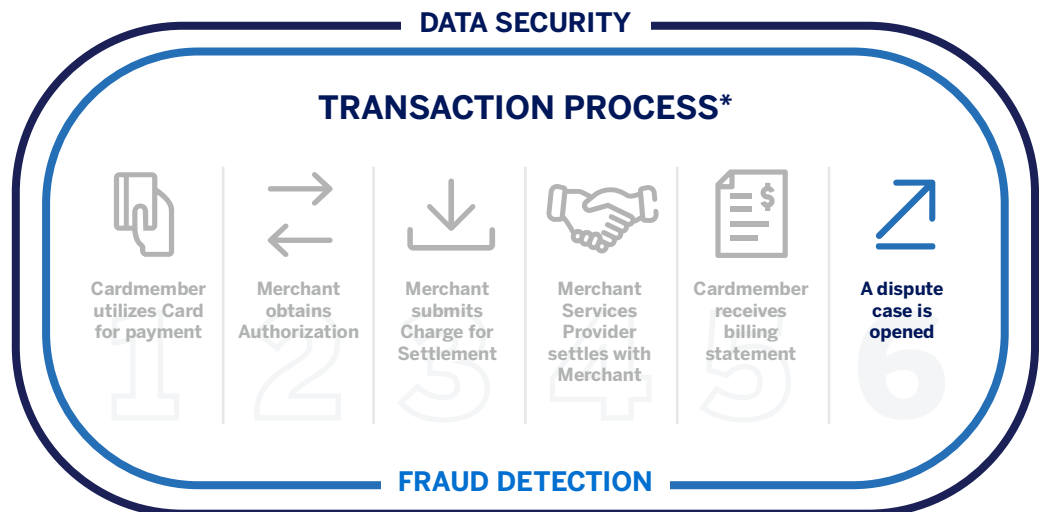 DATA SECURITY
TRANSACTION PROCESS*
$
Cardmember
utilizes Card
for payment
1
Merchant
obtains
Authorization
2
Merchant
submits
Charge for
Settlement
3
Merchant
Services
Provider
settles with
Merchant
4
Cardmember
receives
billing
statement
5
A dispute
case is
opened
6
FRAUD DETECTION